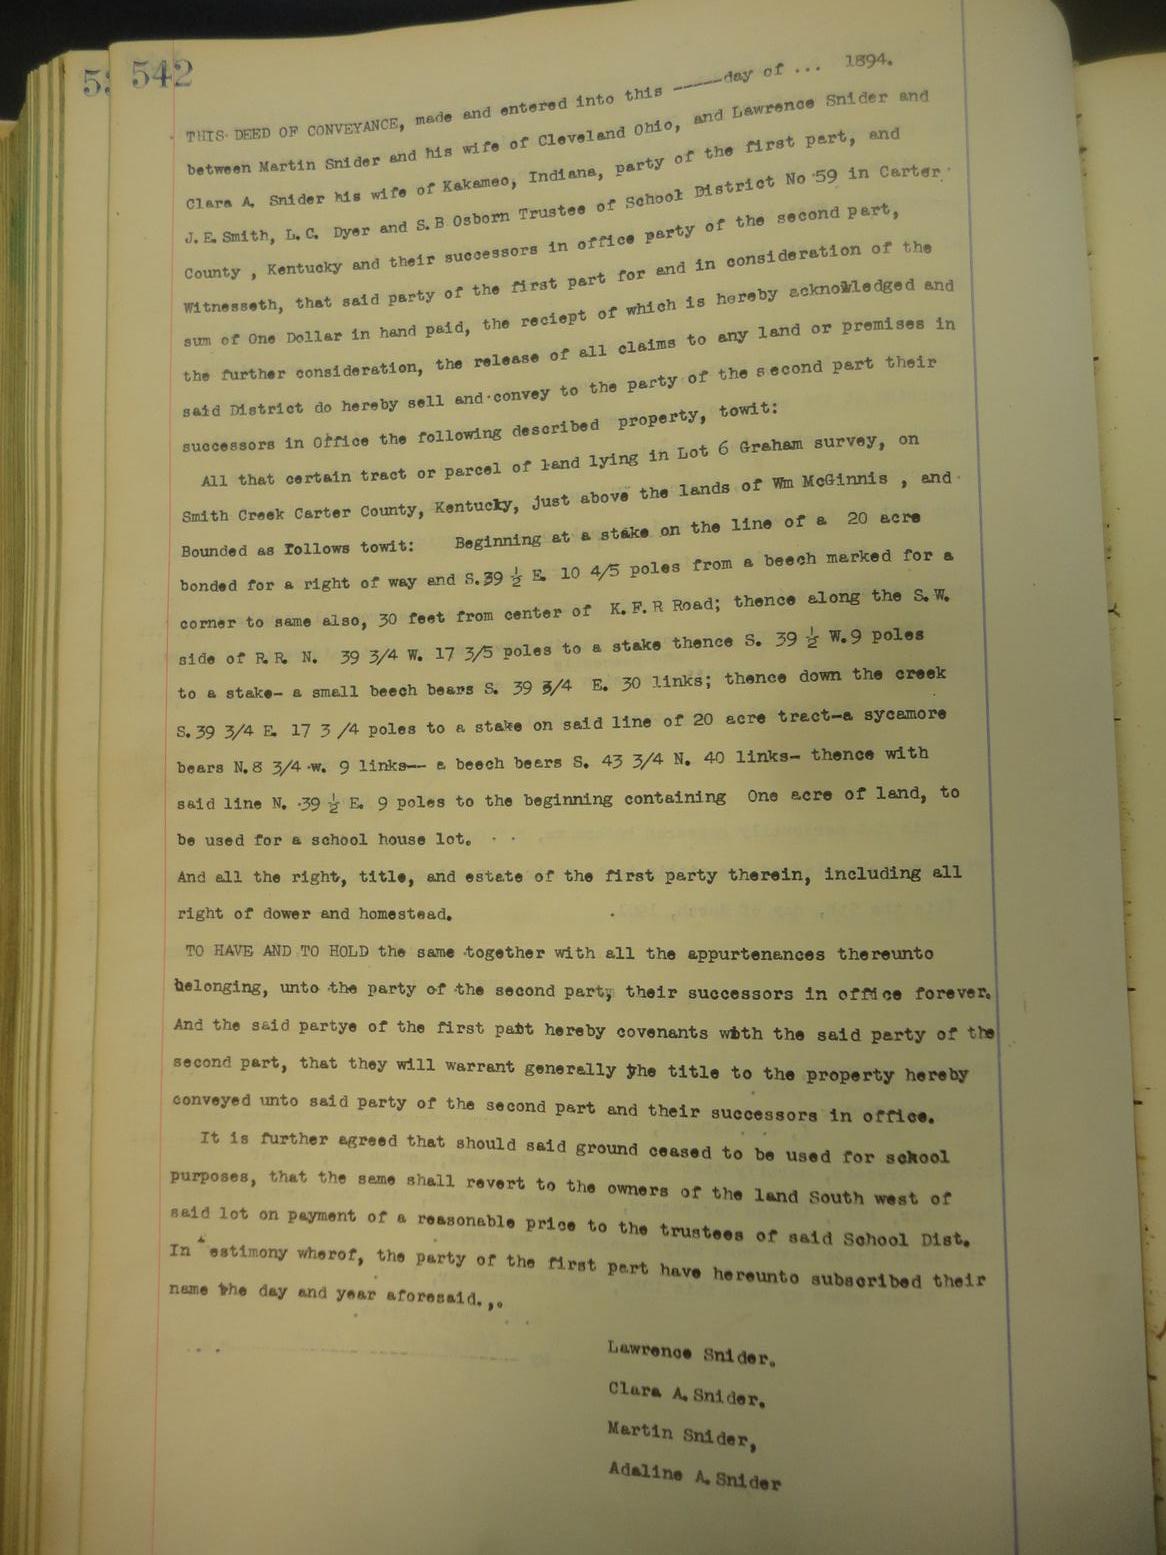 53
542
THIS DEED OF CONVEYANCE, made and entered into this -----day of ... 1894.
between Martin Snider and his wife of Cleveland Ohio, and Lawrence Snider and
Clara A. Snider his wife of Kakameo, Indiana, party of the first part, and
J.E.Smith, L.C. Dyer and S.B Osborn Trustee of School District No 59 in Carter
County , Kentucky and their successors in office party of the second part,
Witnesseth, that said party of the first part for and in consideration of the
sum of One Dollar in hand paid, the reciept of which is hereby acknowledged and
the further consideration, the release of all claims to any land or premises in
said District do hereby sell and convey to the party of the second part their
successors in Office the following described property, towit:
All that certain tract or parcel of land lying in Lot 6 Graham survey, on
Smith Creek Carter County, Kentucky, just above the lands of Wm McGinnis , and
Bounded as follows towit: Beginning at a stake on the line of a 20 acre
bonded for a right of way and S.39 ½ E. 10 4/5 poles from a beech marked for a
corner to same also, 30 feet from center of K.F.R Road; thence along the S.W.
side of R.R. N. 39 3/4 W. 17 3/5 poles to a stake thence S. 39 ½ W.9 poles
to a stake- a small beech bears S. 39 3/4 E. 30 links; thence down the creek
S.39 3/4 E. 17 3 /4 poles to a stake on said line of 20 acre tract-a sycamore
bears N.8 3/4 w. 9 links-- a beech bears S. 43 3/4 N. 40 links- thence with
said line N. 39 ½ E. 9 poles to the beginning containing One acre of land, to
be used for a school house lot.
And all the right, title, and estate of the first party therein, including all
right of dower and homestead.
TO HAVE AND TO HOLD the same together with all the appurtenances thereunto
belonging, unto the party of the second part, their successors in office forever.
And the said partye of the first part hereby covenants with the said party of the
second part, that they will warrant generally the title to the property hereby
conveyed unto said party of the second part and their successors in office.
It is further agreed that should said ground ceased to be used for school
purposes, that the same shall revert to the owners of the land South west of
said lot on payment of a reasonable price to the trustees of said School Dist.
In estimony wherof, the party of the first part have hereunto subscribed their
name the day and year aforesaid.,.
Lawrence Snider.
Clara A.Snider.
Martin Snider,
Adaline A.Snider